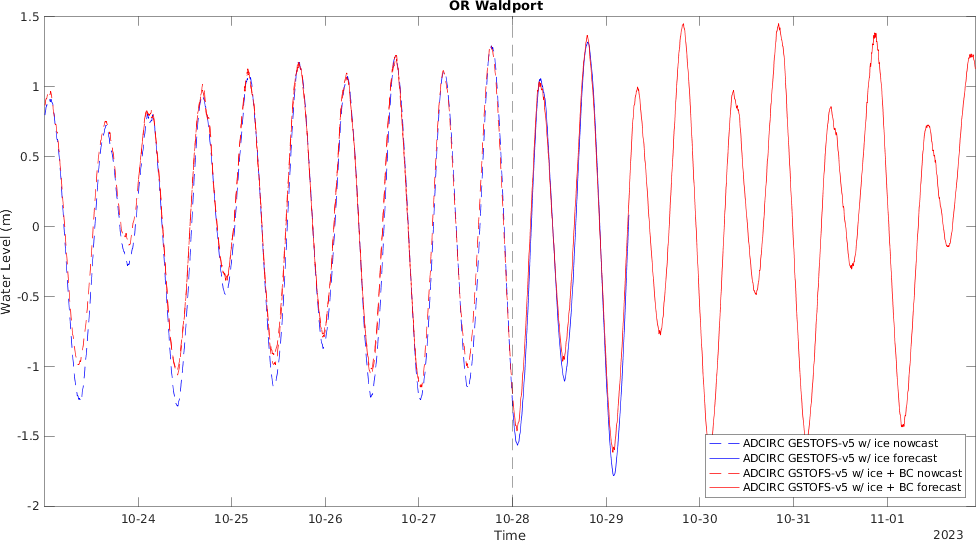 OR Waldport
1.5
1
0.5
0
-0.5
-1
-1.5
-2
Water Level (m)
10-24
10-25
10-26
10-27
10-28
10-29
10-30
10-31
11-01
Time
2023
ADCIRC GESTOFS-v5 w/ ice nowcast
ADCIRC GESTOFS-v5 w/ ice forecast
ADCIRC GSTOFS-v5 w/ ice + BC nowcast
ADCIRC GSTOFS-v5 w/ ice + BC forecast